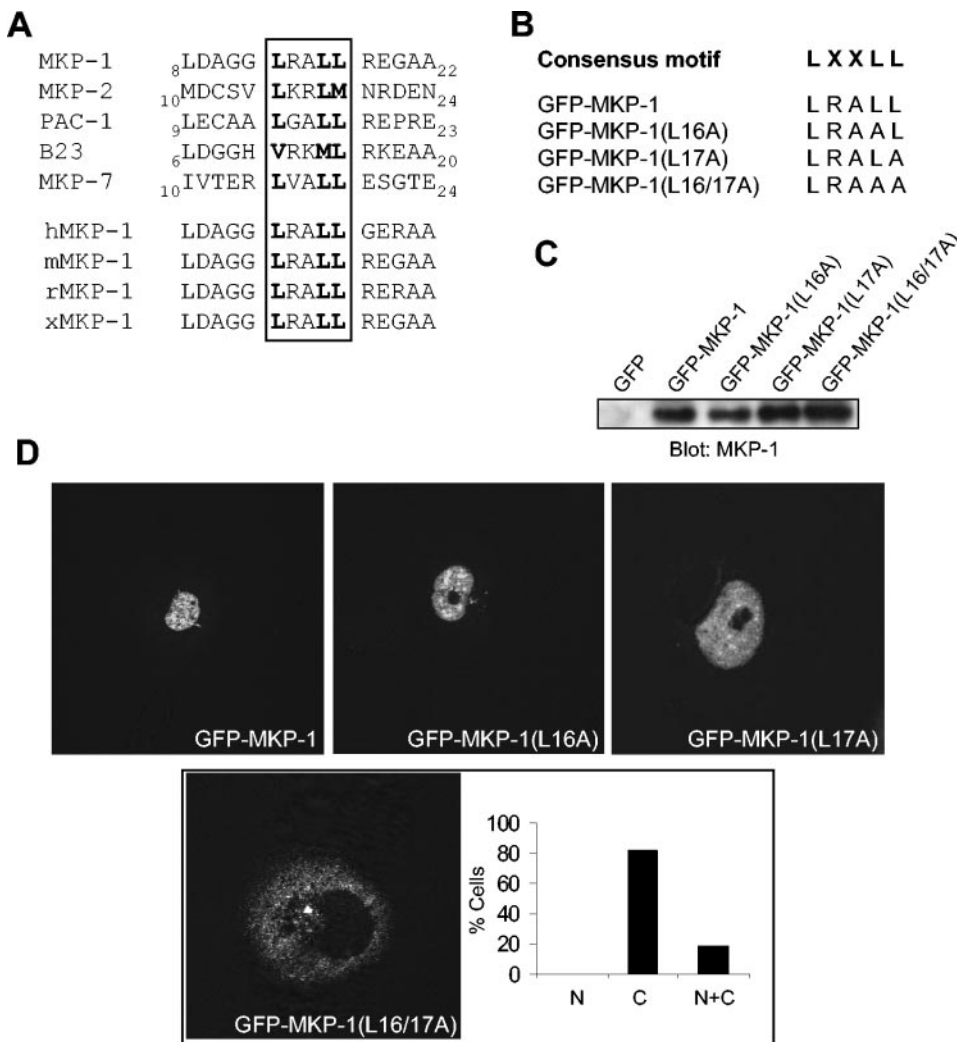 A
MKP-1 8LDAGG LRALL REGAA22
MKP-2 10MDCSV LKRLM NRDEN24
PAC-1 9LECAA LGALL REPRE23
B23 6LDGGH VRKML RKEAA20
MKP-7 10IVTER LVALL ESGTE24
hMKP-1 LDAGG LRALL GERAA
mMKP-1 LDAGG LRALL REGAA
rMKP-1 LDAGG LRALL RERAA
xMKP-1 LDAGG LRALL REGAA
B
Consensus motif L X X L L
GFP-MKP-1 L R A L L
GFP-MKP-1(L16A) L R A A L
GFP-MKP-1(L17A) L R A L A
GFP-MKP-1(L16/17A) L R A A A
C
GFP
GFP-MKP-1
GFP-MKP-1(L16A)
GFP-MKP-1(L17A)
GFP-MKP-1(L16/17A)
Blot: MKP-1
D
GFP-MKP-1
GFP-MKP-1(L16A)
GFP-MKP-1(L17A)
GFP-MKP-1(L16/17A)
% Cells
100
80
60
40
20
0
N C N+C